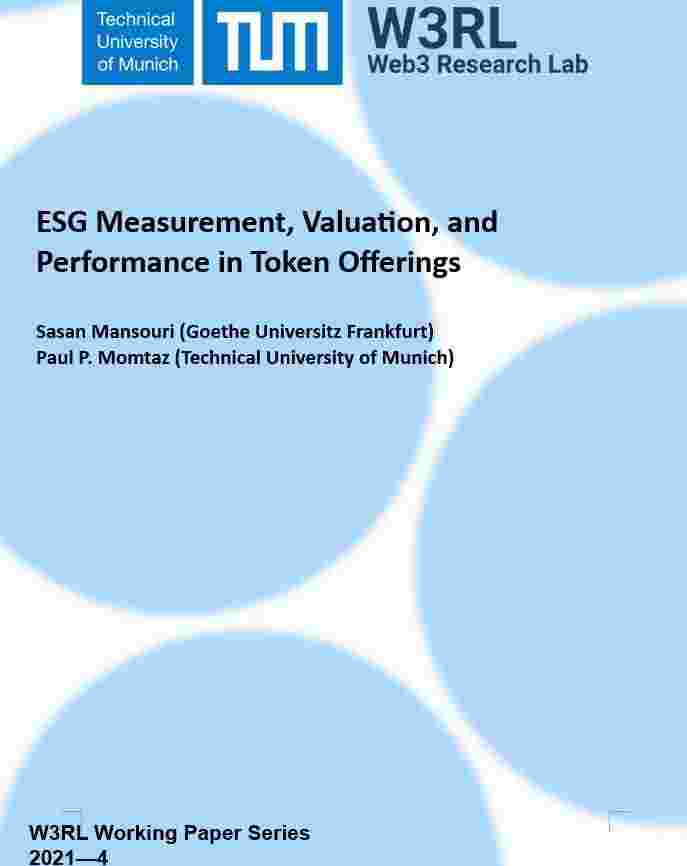 Technical
University
of Munich
TUM
W3RL
Web3 Research Lab
ESG Measurement, Valuation, and
Performance in Token Offerings
Sasan Mansouri (Goethe Universitz Frankfurt)
Paul P. Momtaz (Technical University of Munich)
W3RL Working Paper Series
2021—4